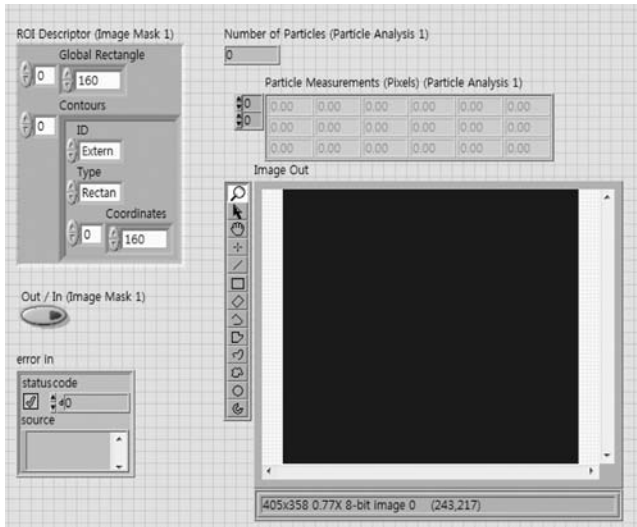 ROI Descriptor (Image Mask 1)
Global Rectangle
0
160
Contours
0
ID
Extern
Type
Rectan
Coordinates
0
160
Out / In (Image Mask 1)
error in
status code
0
source
Number of Particles (Particle Analysis 1)
0
Particle Measurements (Pixels) (Particle Analysis 1)
0
0
0.00 0.00 0.00 0.00 0.00 0.00
0.00 0.00 0.00 0.00 0.00 0.00
0.00 0.00 0.00 0.00 0.00 0.00
Image Out
405x358 0.77X 8-bit image 0 (243,217)